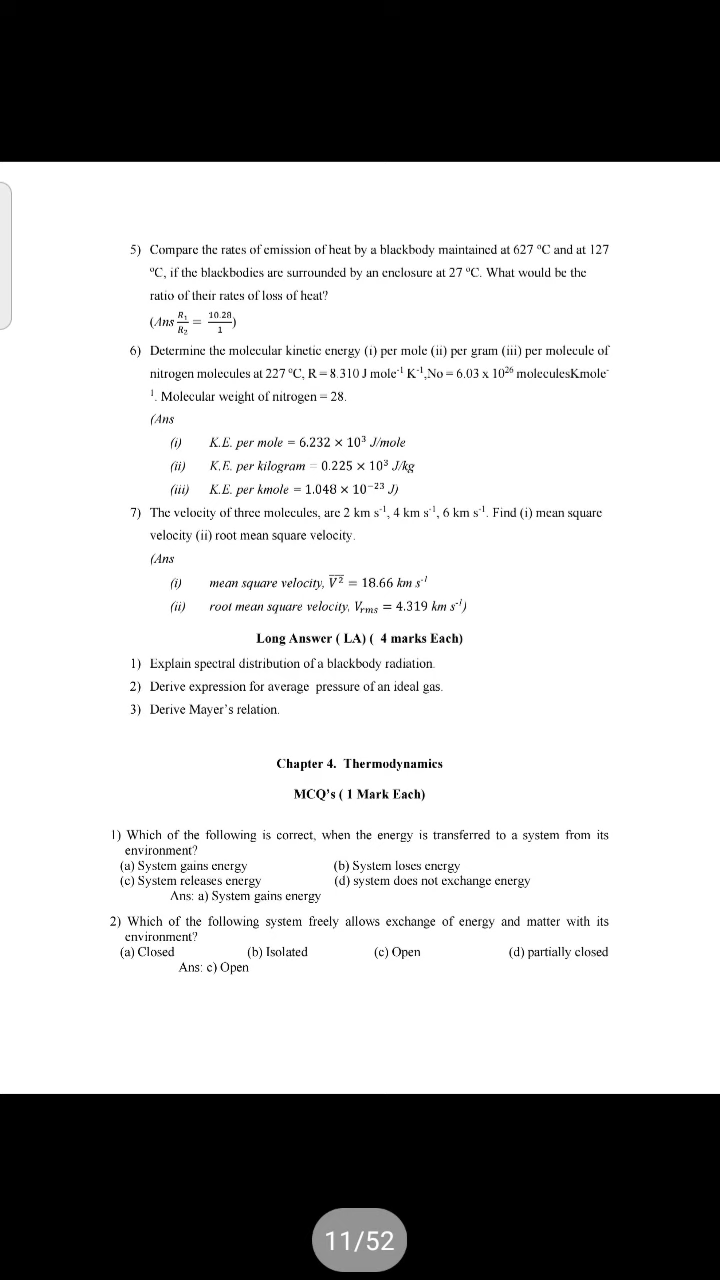 5) Compare the rates of emission of heat by a blackbody maintained at 627 ⁰C and at 127
⁰C, if the blackbodies are surrounded by an enclosure at 27 ⁰C. What would be the
ratio of their rates of loss of heat?
(Ans R₁/R₂ = 10.28/1)
6) Determine the molecular kinetic energy (i) per mole (ii) per gram (iii) per molecule of
nitrogen molecules at 227 ⁰C, R = 8.310 J mole⁻¹ K⁻¹,No = 6.03 x 10²⁶ moleculesKmole⁻
¹. Molecular weight of nitrogen = 28.
(Ans
(i) K.E. per mole = 6.232 × 10³ J/mole
(ii) K.E. per kilogram = 0.225 × 10³ J/kg
(iii) K.E. per kmole = 1.048 × 10⁻²³ J)
7) The velocity of three molecules, are 2 km s⁻¹, 4 km s⁻¹, 6 km s⁻¹. Find (i) mean square
velocity (ii) root mean square velocity.
(Ans
(i) mean square velocity, V̅²̅ = 18.66 km s⁻¹
(ii) root mean square velocity, Vrms = 4.319 km s⁻¹)
Long Answer ( LA) ( 4 marks Each)
1) Explain spectral distribution of a blackbody radiation.
2) Derive expression for average pressure of an ideal gas.
3) Derive Mayer's relation.
Chapter 4. Thermodynamics
MCQ's ( 1 Mark Each)
1) Which of the following is correct, when the energy is transferred to a system from its
environment?
(a) System gains energy (b) System loses energy
(c) System releases energy (d) system does not exchange energy
Ans: a) System gains energy
2) Which of the following system freely allows exchange of energy and matter with its
environment?
(a) Closed (b) Isolated (c) Open (d) partially closed
Ans: c) Open
11/52